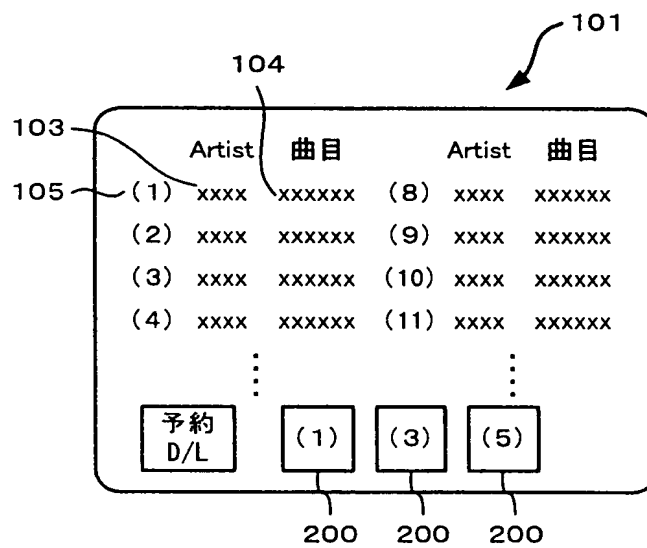 101
104
103
Artist 曲目 Artist 曲目
105 (1) xxxx xxxxxx (8) xxxx xxxxxx
(2) xxxx xxxxxx (9) xxxx xxxxxx
(3) xxxx xxxxxx (10) xxxx xxxxxx
(4) xxxx xxxxxx (11) xxxx xxxxxx
予約
D/L (1) (3) (5)
200 200 200